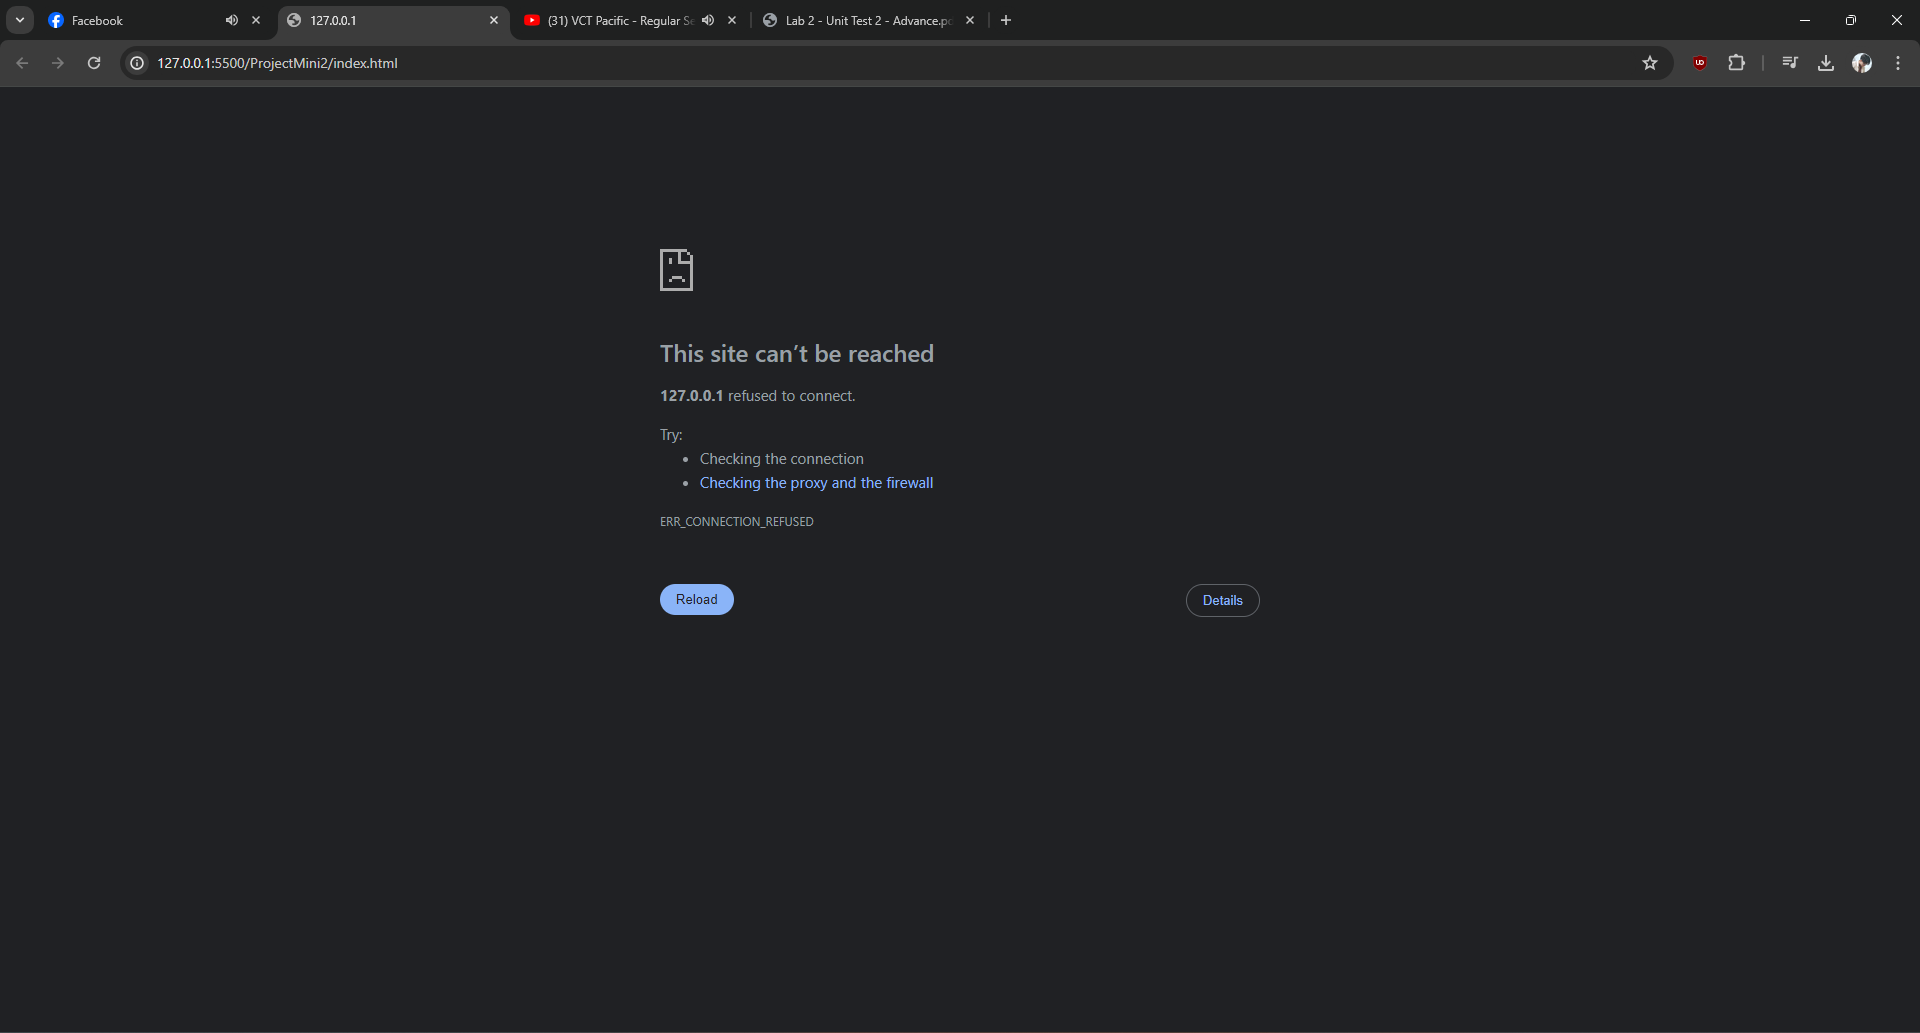 Facebook
127.0.0.1
(31) VCT Pacific - Regular Se
Lab 2 - Unit Test 2 - Advance.pd
127.0.0.1:5500/ProjectMini2/index.html
This site can’t be reached
127.0.0.1 refused to connect.
Try:
Checking the connection
Checking the proxy and the firewall
ERR_CONNECTION_REFUSED
Reload
Details